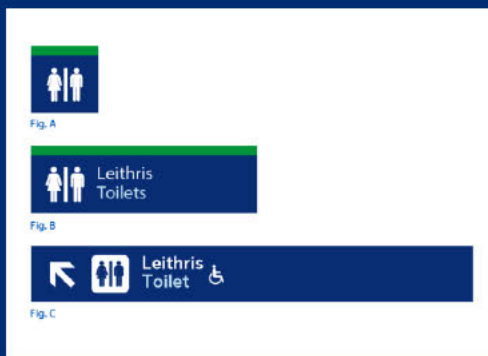 Fig. A
Leithris
Toilets
Fig. B
Leithris
Toilet
Fig. C